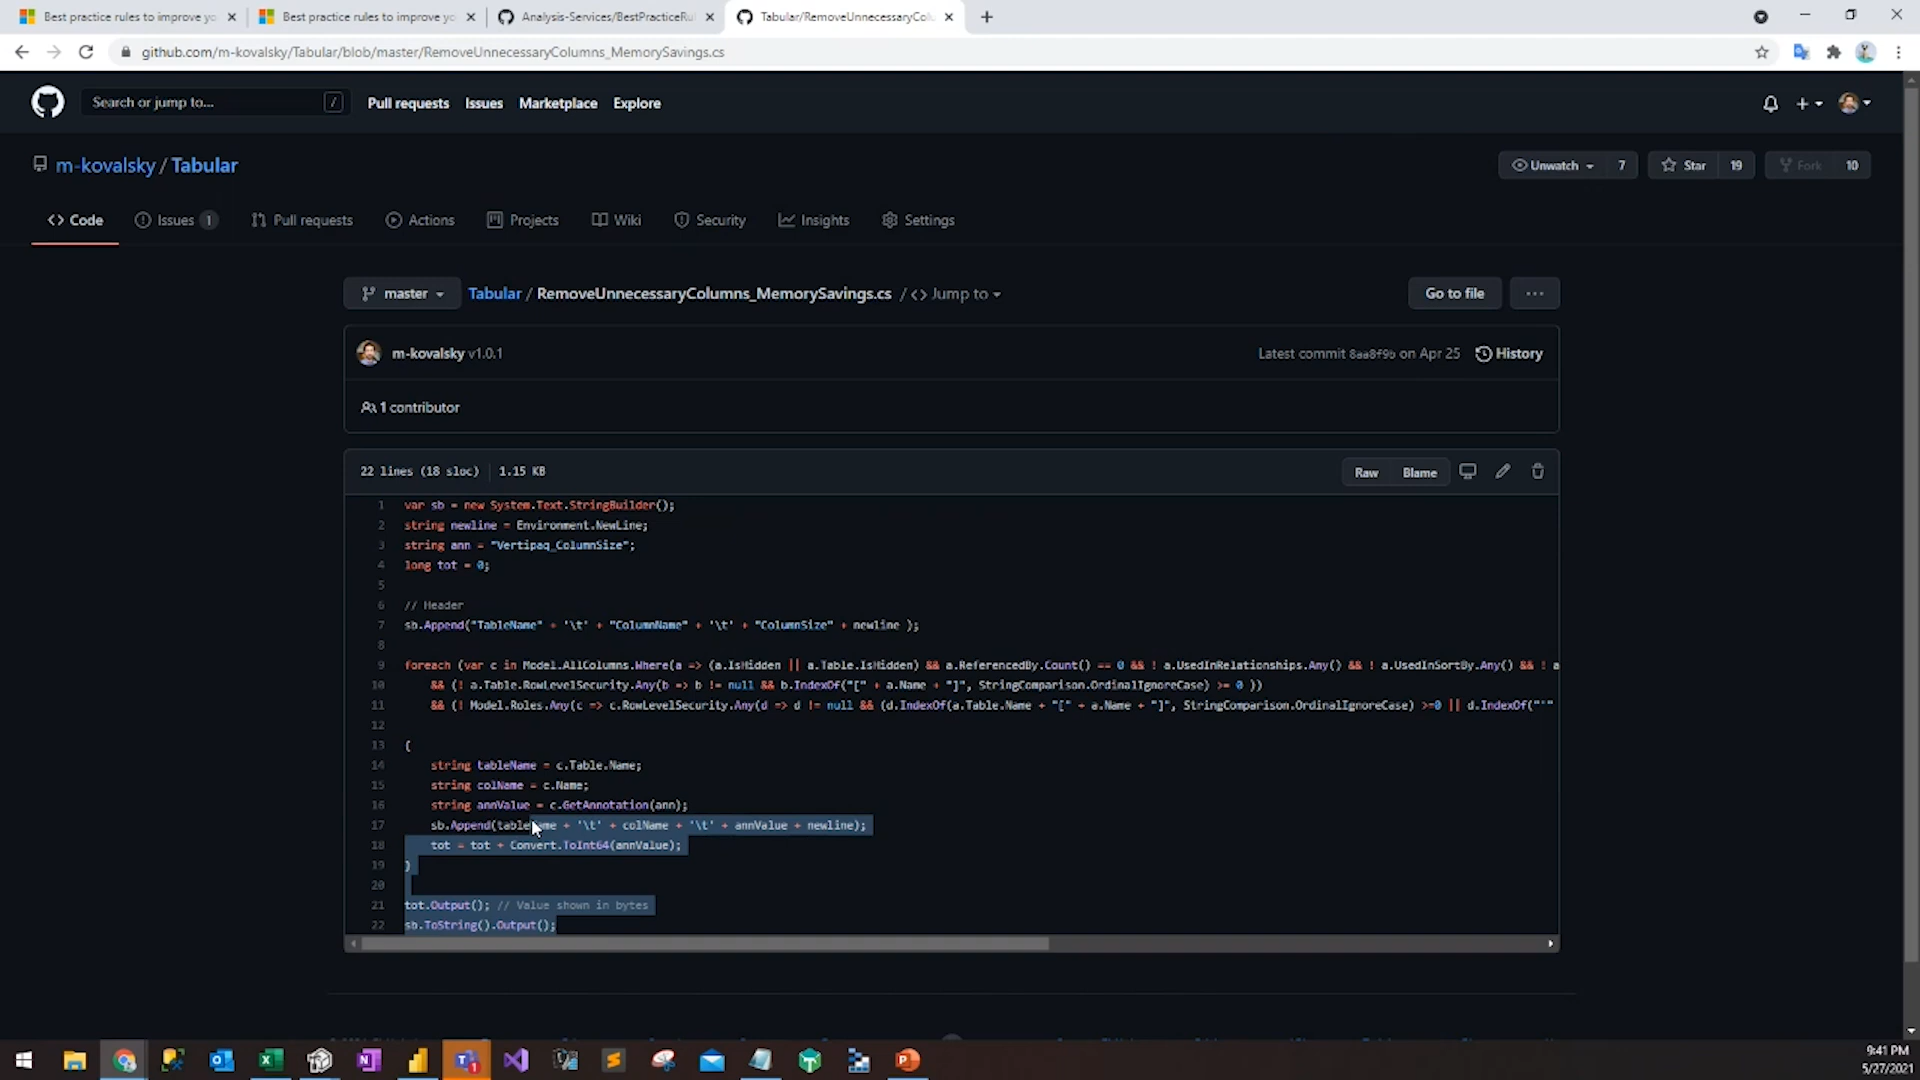 Best practice rules to improve yo
Best practice rules to improve yo
Analysis-Services/BestPracticeRul
Tabular/RemoveUnnecessaryColu
github.com/m-kovalsky/Tabular/blob/master/RemoveUnnecessaryColumns_MemorySavings.cs
Search or jump to... /
Pull requests Issues Marketplace Explore
m-kovalsky / Tabular
Unwatch 7 Star 19 Fork 10
Code Issues 1 Pull requests Actions Projects Wiki Security Insights Settings
master Tabular / RemoveUnnecessaryColumns_MemorySavings.cs / <> Jump to
Go to file ...
m-kovalsky v1.0.1
Latest commit 8aa8f9b on Apr 25 History
1 contributor
22 lines (18 sloc) 1.15 KB
Raw Blame
1 var sb = new System.Text.StringBuilder();
2 string newline = Environment.NewLine;
3 string ann = "Vertipaq_ColumnSize";
4 long tot = 0;
5
6 // Header
7 sb.Append("TableName" + '\t' + "ColumnName" + '\t' + "ColumnSize" + newline );
8
9 foreach (var c in Model.AllColumns.Where(a => (a.IsHidden || a.Table.IsHidden) && a.ReferencedBy.Count() == 0 && ! a.UsedInRelationships.Any() && ! a.UsedInSortBy.Any() && ! a
10 && (! a.Table.RowLevelSecurity.Any(b => b != null && b.IndexOf("[" + a.Name + "]", StringComparison.OrdinalIgnoreCase) >= 0 ))
11 && (! Model.Roles.Any(c => c.RowLevelSecurity.Any(d => d != null && (d.IndexOf(a.Table.Name + "[" + a.Name + "]", StringComparison.OrdinalIgnoreCase) >=0 || d.IndexOf("'"
12
13 {
14 string tableName = c.Table.Name;
15 string colName = c.Name;
16 string annValue = c.GetAnnotation(ann);
17 sb.Append(tableName + '\t' + colName + '\t' + annValue + newline);
18 tot = tot + Convert.ToInt64(annValue);
19 }
20
21 tot.Output(); // Value shown in bytes
22 sb.ToString().Output();
9:41 PM
5/27/2021